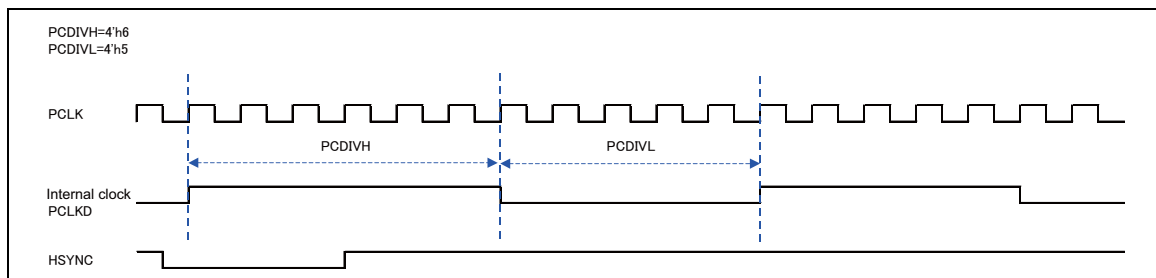 PCDIVH=4'h6
PCDIVL=4'h5
PCLK
PCDIVH
PCDIVL
Internal clock
PCLKD
HSYNC